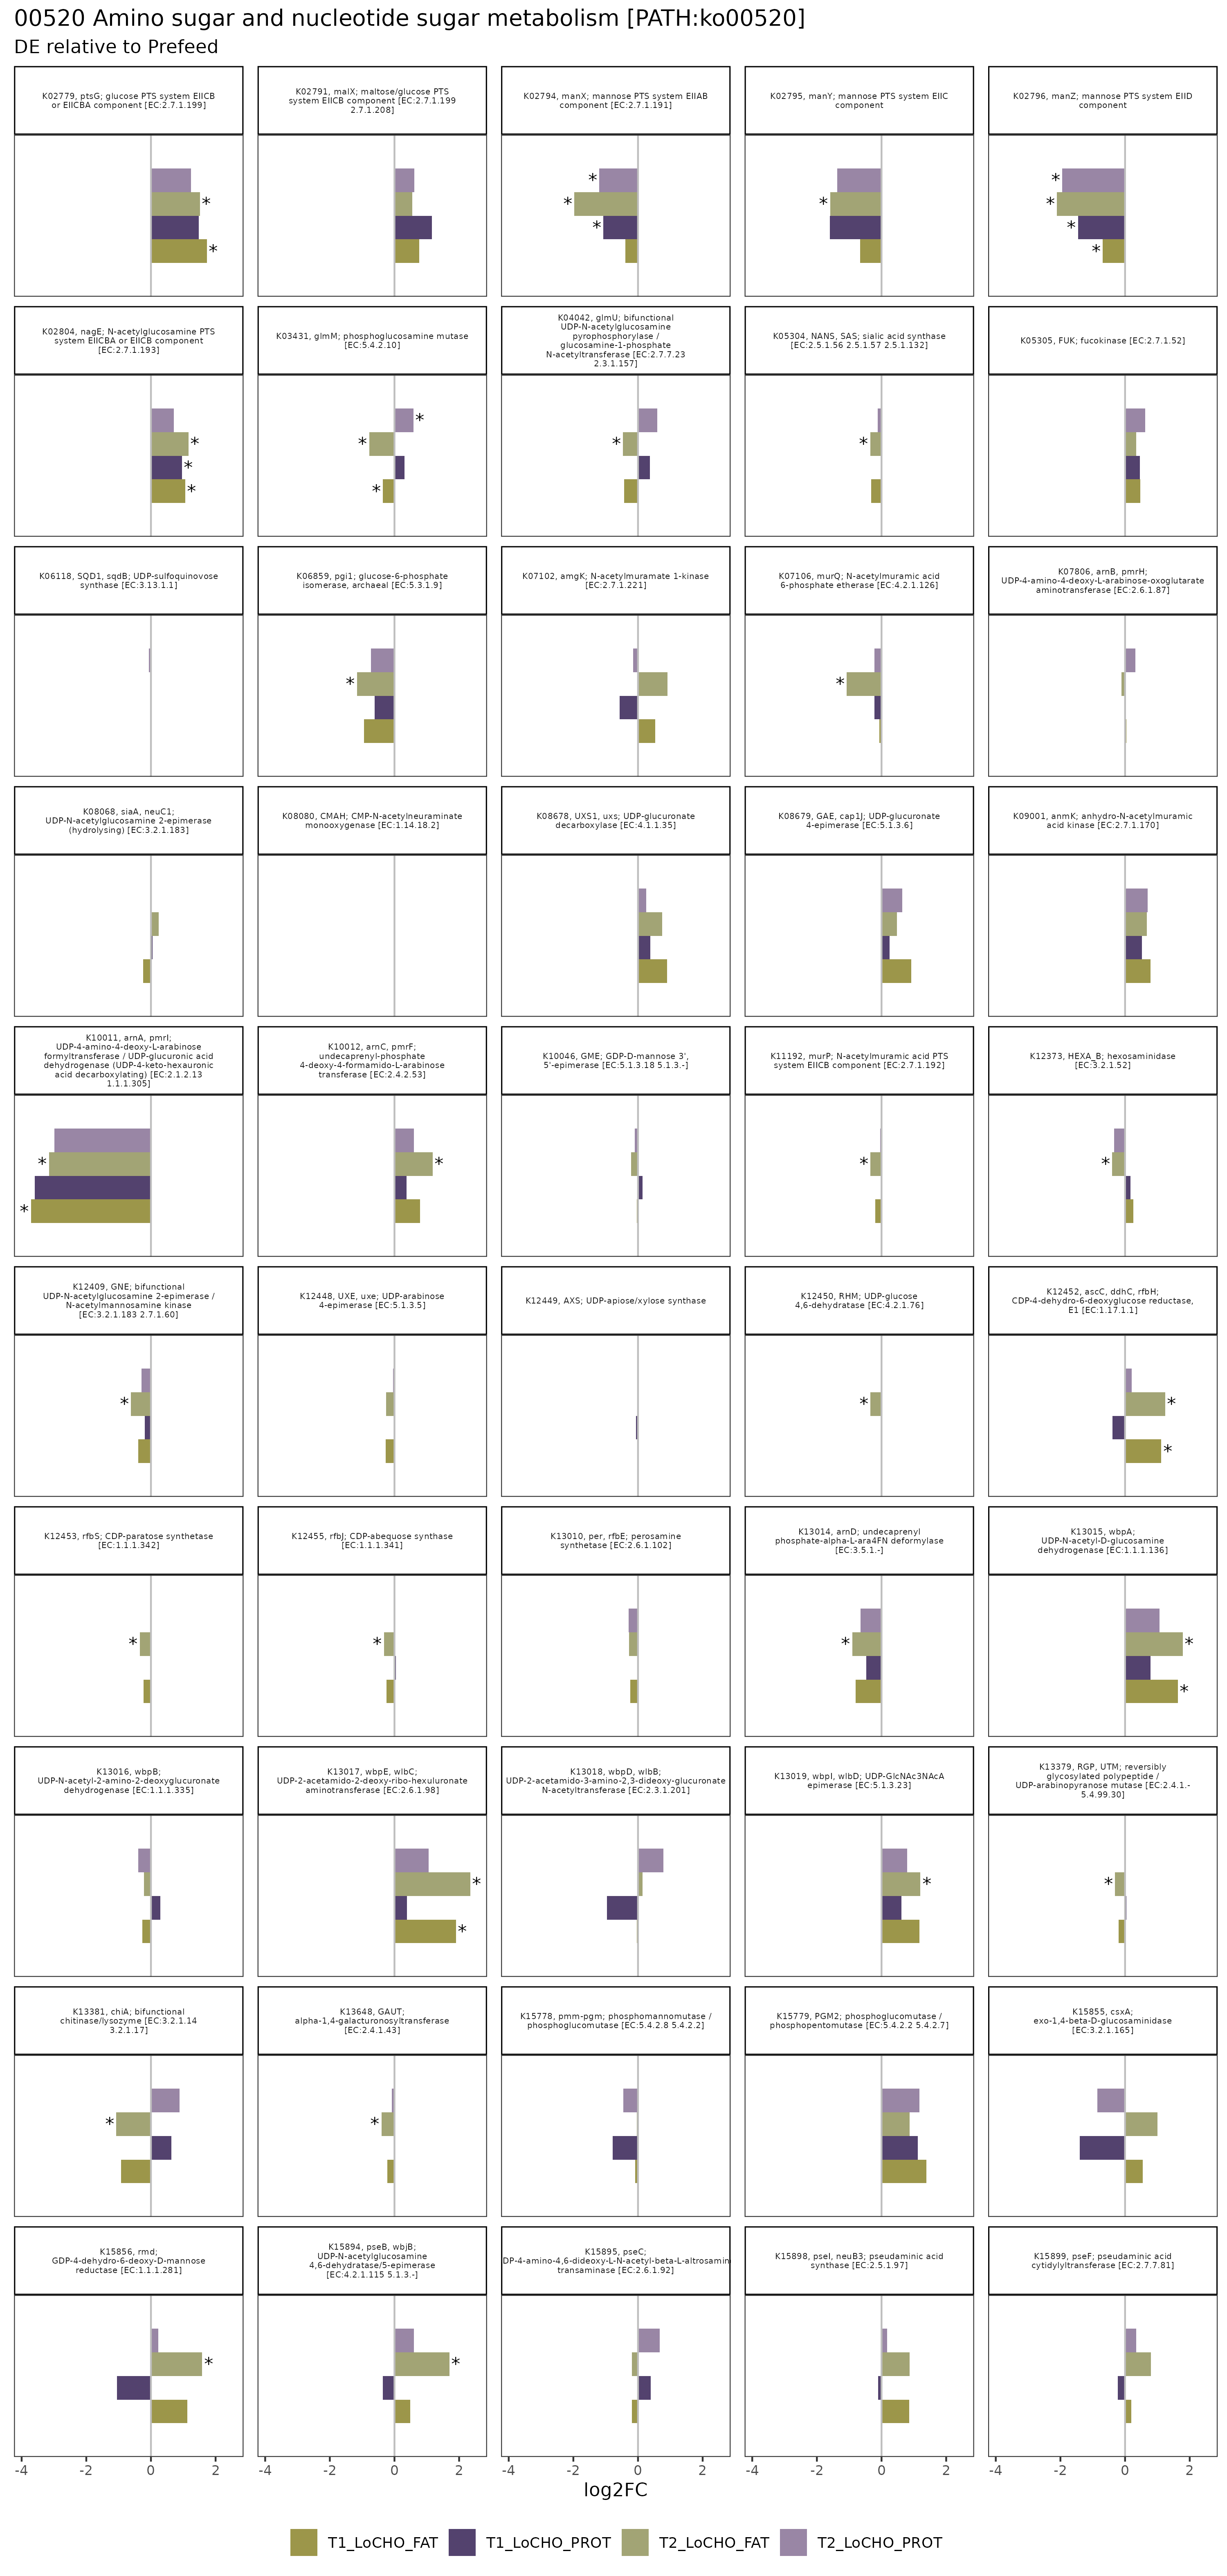 00520 Amino sugar and nucleotide sugar metabolism [PATH:ko00520]
DE relative to Prefeed
K02779, ptsG; glucose PTS system EIICB
or EIICBA component [EC:2.7.1.199]
K02791, malX; maltose/glucose PTS
system EIICB component [EC:2.7.1.199
2.7.1.208]
K02794, manX; mannose PTS system EIIAB
component [EC:2.7.1.191]
K02795, manY; mannose PTS system EIIC
component
K02796, manZ; mannose PTS system EIID
component
*
*
*
*
*
*
*
*
*
*
K02804, nagE; N-acetylglucosamine PTS
system EIICBA or EIICB component
[EC:2.7.1.193]
K03431, glmM; phosphoglucosamine mutase
[EC:5.4.2.10]
K04042, glmU; bifunctional
UDP-N-acetylglucosamine
pyrophosphorylase /
glucosamine-1-phosphate
N-acetyltransferase [EC:2.7.7.23
2.3.1.157]
K05304, NANS, SAS; sialic acid synthase
[EC:2.5.1.56 2.5.1.57 2.5.1.132]
K05305, FUK; fucokinase [EC:2.7.1.52]
*
*
*
*
*
*
*
*
K06118, SQD1, sqdB; UDP-sulfoquinovose
synthase [EC:3.13.1.1]
K06859, pgi1; glucose-6-phosphate
isomerase, archaeal [EC:5.3.1.9]
K07102, amgK; N-acetylmuramate 1-kinase
[EC:2.7.1.221]
K07106, murQ; N-acetylmuramic acid
6-phosphate etherase [EC:4.2.1.126]
K07806, arnB, pmrH;
UDP-4-amino-4-deoxy-L-arabinose-oxoglutarate
aminotransferase [EC:2.6.1.87]
*
*
K08068, siaA, neuC1;
UDP-N-acetylglucosamine 2-epimerase
(hydrolysing) [EC:3.2.1.183]
K08080, CMAH; CMP-N-acetylneuraminate
monooxygenase [EC:1.14.18.2]
K08678, UXS1, uxs; UDP-glucuronate
decarboxylase [EC:4.1.1.35]
K08679, GAE, cap1J; UDP-glucuronate
4-epimerase [EC:5.1.3.6]
K09001, anmK; anhydro-N-acetylmuramic
acid kinase [EC:2.7.1.170]
K10011, arnA, pmrI;
UDP-4-amino-4-deoxy-L-arabinose
formyltransferase / UDP-glucuronic acid
dehydrogenase (UDP-4-keto-hexauronic
acid decarboxylating) [EC:2.1.2.13
1.1.1.305]
K10012, arnC, pmrF;
undecaprenyl-phosphate
4-deoxy-4-formamido-L-arabinose
transferase [EC:2.4.2.53]
K10046, GME; GDP-D-mannose 3',
5'-epimerase [EC:5.1.3.18 5.1.3.-]
K11192, murP; N-acetylmuramic acid PTS
system EIICB component [EC:2.7.1.192]
K12373, HEXA_B; hexosaminidase
[EC:3.2.1.52]
*
*
*
*
*
K12409, GNE; bifunctional
UDP-N-acetylglucosamine 2-epimerase /
N-acetylmannosamine kinase
[EC:3.2.1.183 2.7.1.60]
K12448, UXE, uxe; UDP-arabinose
4-epimerase [EC:5.1.3.5]
K12449, AXS; UDP-apiose/xylose synthase
K12450, RHM; UDP-glucose
4,6-dehydratase [EC:4.2.1.76]
K12452, ascC, ddhC, rfbH;
CDP-4-dehydro-6-deoxyglucose reductase,
E1 [EC:1.17.1.1]
*
*
*
*
K12453, rfbS; CDP-paratose synthetase
[EC:1.1.1.342]
K12455, rfbJ; CDP-abequose synthase
[EC:1.1.1.341]
K13010, per, rfbE; perosamine
synthetase [EC:2.6.1.102]
K13014, arnD; undecaprenyl
phosphate-alpha-L-ara4FN deformylase
[EC:3.5.1.-]
K13015, wbpA;
UDP-N-acetyl-D-glucosamine
dehydrogenase [EC:1.1.1.136]
*
*
*
*
*
K13016, wbpB;
UDP-N-acetyl-2-amino-2-deoxyglucuronate
dehydrogenase [EC:1.1.1.335]
K13017, wbpE, wlbC;
UDP-2-acetamido-2-deoxy-ribo-hexuluronate
aminotransferase [EC:2.6.1.98]
K13018, wbpD, wlbB;
UDP-2-acetamido-3-amino-2,3-dideoxy-glucuronate
N-acetyltransferase [EC:2.3.1.201]
K13019, wbpI, wlbD; UDP-GlcNAc3NAcA
epimerase [EC:5.1.3.23]
K13379, RGP, UTM; reversibly
glycosylated polypeptide /
UDP-arabinopyranose mutase [EC:2.4.1.-
5.4.99.30]
*
*
*
*
K13381, chiA; bifunctional
chitinase/lysozyme [EC:3.2.1.14
3.2.1.17]
K13648, GAUT;
alpha-1,4-galacturonosyltransferase
[EC:2.4.1.43]
K15778, pmm-pgm; phosphomannomutase /
phosphoglucomutase [EC:5.4.2.8 5.4.2.2]
K15779, PGM2; phosphoglucomutase /
phosphopentomutase [EC:5.4.2.2 5.4.2.7]
K15855, csxA;
exo-1,4-beta-D-glucosaminidase
[EC:3.2.1.165]
*
*
K15856, rmd;
GDP-4-dehydro-6-deoxy-D-mannose
reductase [EC:1.1.1.281]
K15894, pseB, wbjB;
UDP-N-acetylglucosamine
4,6-dehydratase/5-epimerase
[EC:4.2.1.115 5.1.3.-]
K15895, pseC;
DP-4-amino-4,6-dideoxy-L-N-acetyl-beta-L-altrosamin
transaminase [EC:2.6.1.92]
K15898, pseI, neuB3; pseudaminic acid
synthase [EC:2.5.1.97]
K15899, pseF; pseudaminic acid
cytidylyltransferase [EC:2.7.7.81]
*
*
-4 -2 0 2 -4 -2 0 2 -4 -2 0 2 -4 -2 0 2 -4 -2 0 2
log2FC
T1_LoCHO_FAT T1_LoCHO_PROT T2_LoCHO_FAT T2_LoCHO_PROT